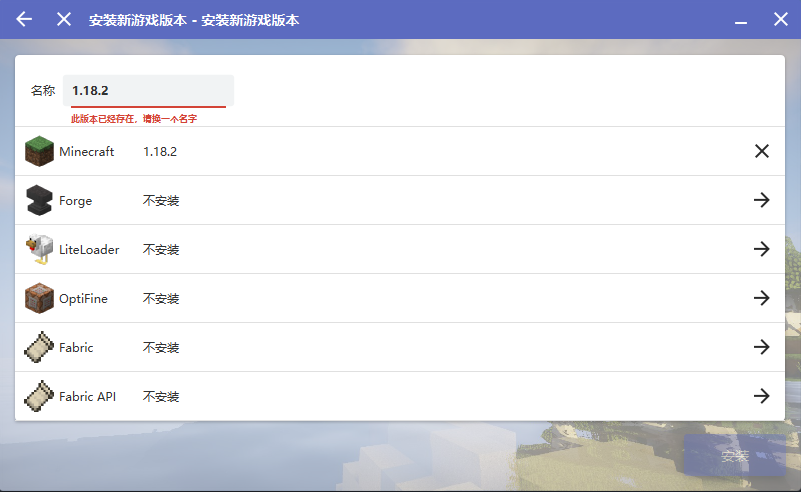 安装新游戏版本 - 安装新游戏版本
名称 1.18.2
此版本已经存在，请换一个名字
Minecraft 1.18.2
Forge 不安装
LiteLoader 不安装
OptiFine 不安装
Fabric 不安装
Fabric API 不安装
安装